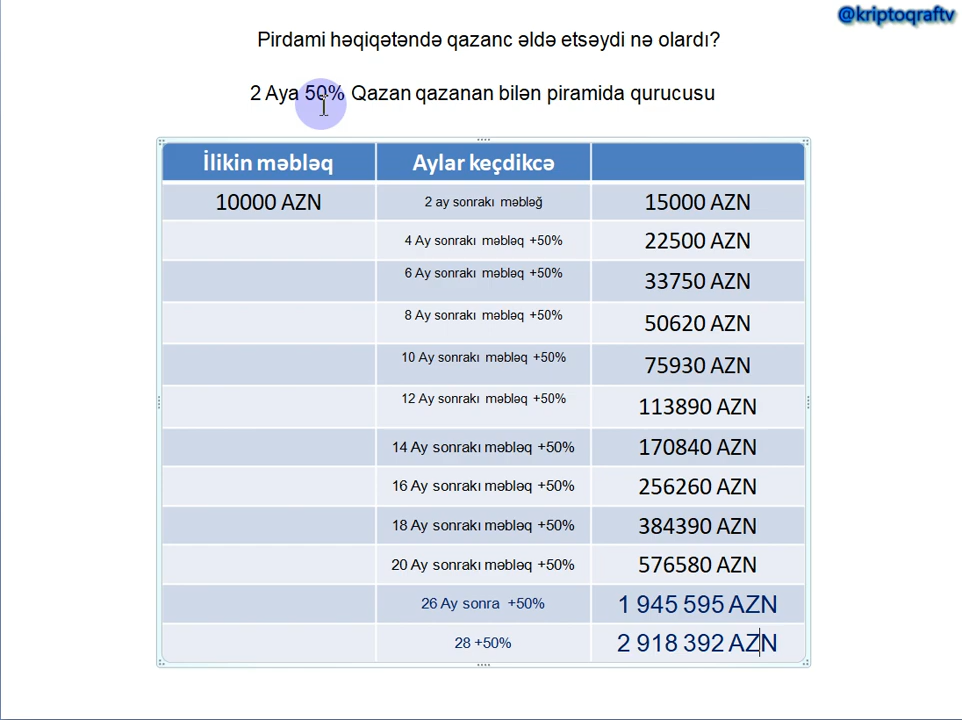 @kriptoqraftv
Pirdami həqiqətəndə qazanc əldə etsəydi nə olardı?
2 Aya 50% Qazan qazanan bilən piramida qurucusu
İlikin məbləq Aylar keçdikcə
10000 AZN 2 ay sonrakı məbləğ 15000 AZN
4 Ay sonrakı məbləq +50% 22500 AZN
6 Ay sonrakı məbləq +50% 33750 AZN
8 Ay sonrakı məbləq +50% 50620 AZN
10 Ay sonrakı məbləq +50% 75930 AZN
12 Ay sonrakı məbləq +50% 113890 AZN
14 Ay sonrakı məbləq +50% 170840 AZN
16 Ay sonrakı məbləq +50% 256260 AZN
18 Ay sonrakı məbləq +50% 384390 AZN
20 Ay sonrakı məbləq +50% 576580 AZN
26 Ay sonra +50% 1 945 595 AZN
28 +50% 2 918 392 AZN